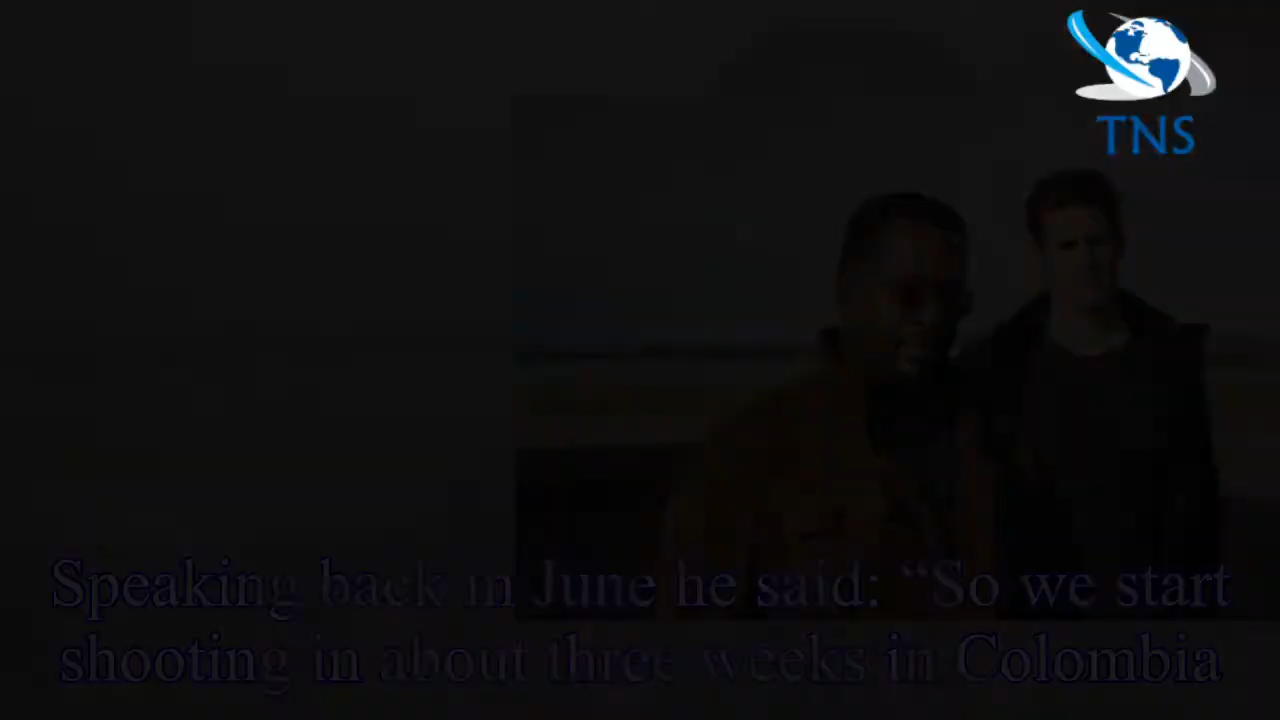 TNS
Speaking back in June he said: “So we start
shooting in about three weeks in Colombia